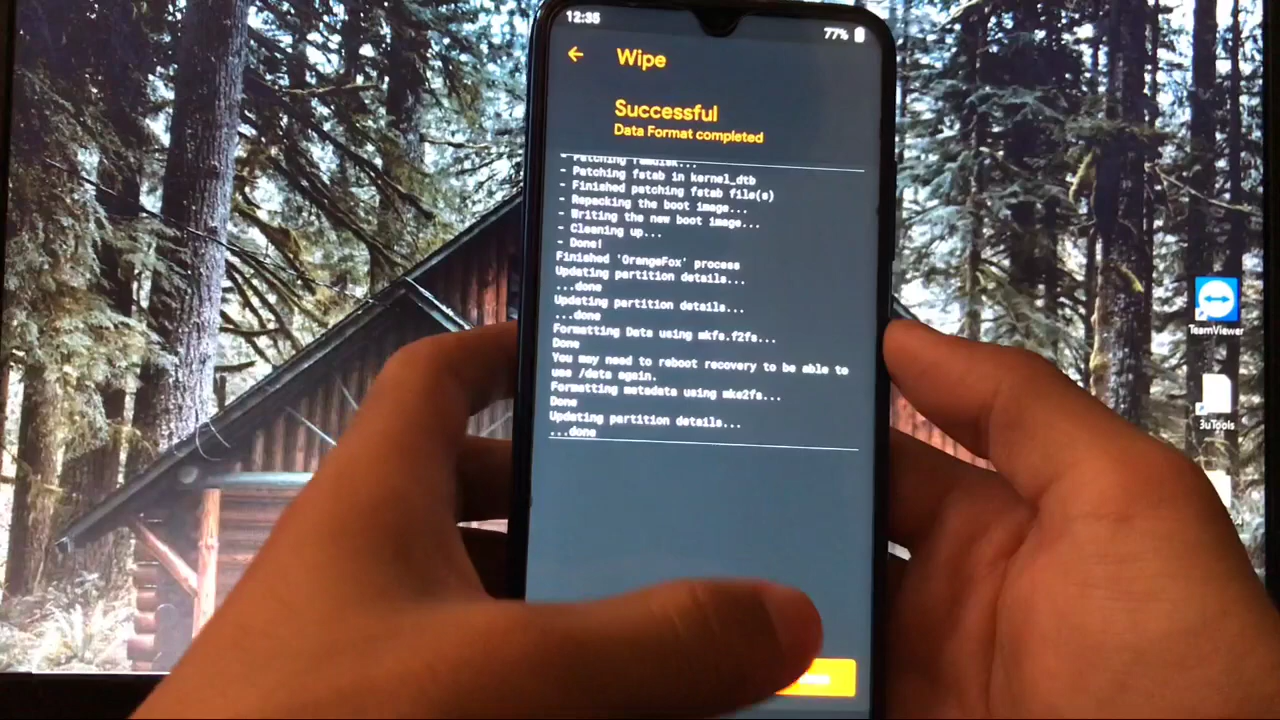 12:35
77%
Wipe
Successful
Data Format completed
- Patching ramdisk...
- Patching fstab in kernel_dtb
- Finished patching fstab file(s)
- Repacking the boot image...
- Writing the new boot image...
- Cleaning up...
- Done!
Finished 'OrangeFox' process
Updating partition details...
...done
Updating partition details...
...done
Formatting Data using mkfs.f2fs...
Done
You may need to reboot recovery to be able to
use /data again.
Formatting metadata using mke2fs...
Done
Updating partition details...
...done
TeamViewer
3uTools